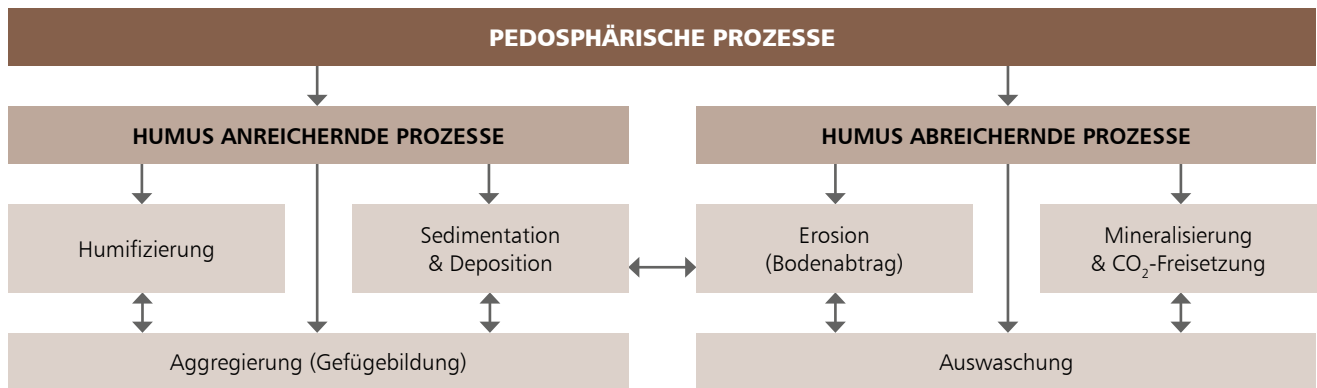 PEDOSPHÄRISCHE PROZESSE
HUMUS ANREICHERNDE PROZESSE
HUMUS ABREICHERNDE PROZESSE
Humifizierung
Sedimentation
& Deposition
Erosion
(Bodenabtrag)
Mineralisierung
& CO₂-Freisetzung
Aggregierung (Gefügebildung)
Auswaschung